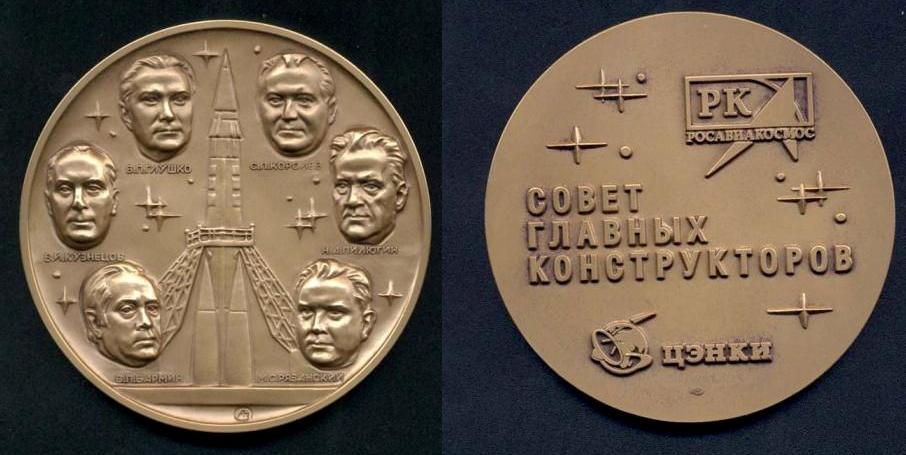 В.П.ГЛУШКО
С.П.КОРОЛЕВ
В.И.КУЗНЕЦОВ
Н.А.ПИЛЮГИН
В.П.БАРМИН
М.С.РЯЗАНСКИЙ
РК
РОСАВИАКОСМОС
СОВЕТ
ГЛАВНЫХ
КОНСТРУКТОРОВ
ЦЭНКИ